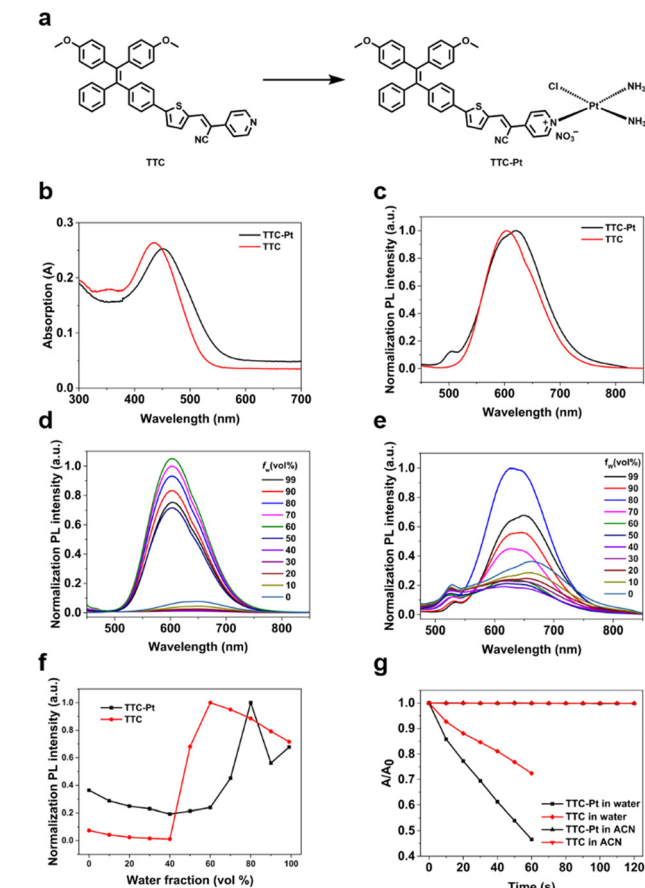 a
O
O
S
N
NC
TTC
O
O
S
NC
N+
NO3−
Cl
Pt
NH3
NH3
TTC-Pt
b
Absorption (A)
0.3
0.2
0.1
0.0
300 400 500 600 700
Wavelength (nm)
TTC-Pt
TTC
c
Normalization PL intensity (a.u.)
1.0
0.8
0.6
0.4
0.2
0.0
500 600 700 800
Wavelength (nm)
TTC-Pt
TTC
d
Normalization PL intensity (a.u.)
1.0
0.8
0.6
0.4
0.2
0.0
500 600 700 800
Wavelength (nm)
fw(vol%)
99
90
80
70
60
50
40
30
20
10
0
e
Normalization PL intensity (a.u.)
1.0
0.8
0.6
0.4
0.2
0.0
500 600 700 800
Wavelength (nm)
fw(vol%)
99
90
80
70
60
50
40
30
20
10
0
f
Normalization PL intensity (a.u.)
1.0
0.8
0.6
0.4
0.2
0.0
0 20 40 60 80 100
Water fraction (vol %)
TTC-Pt
TTC
g
A/A0
1.0
0.9
0.8
0.7
0.6
0.5
0.4
0 20 40 60 80 100 120
Time (s)
TTC-Pt in water
TTC in water
TTC-Pt in ACN
TTC in ACN